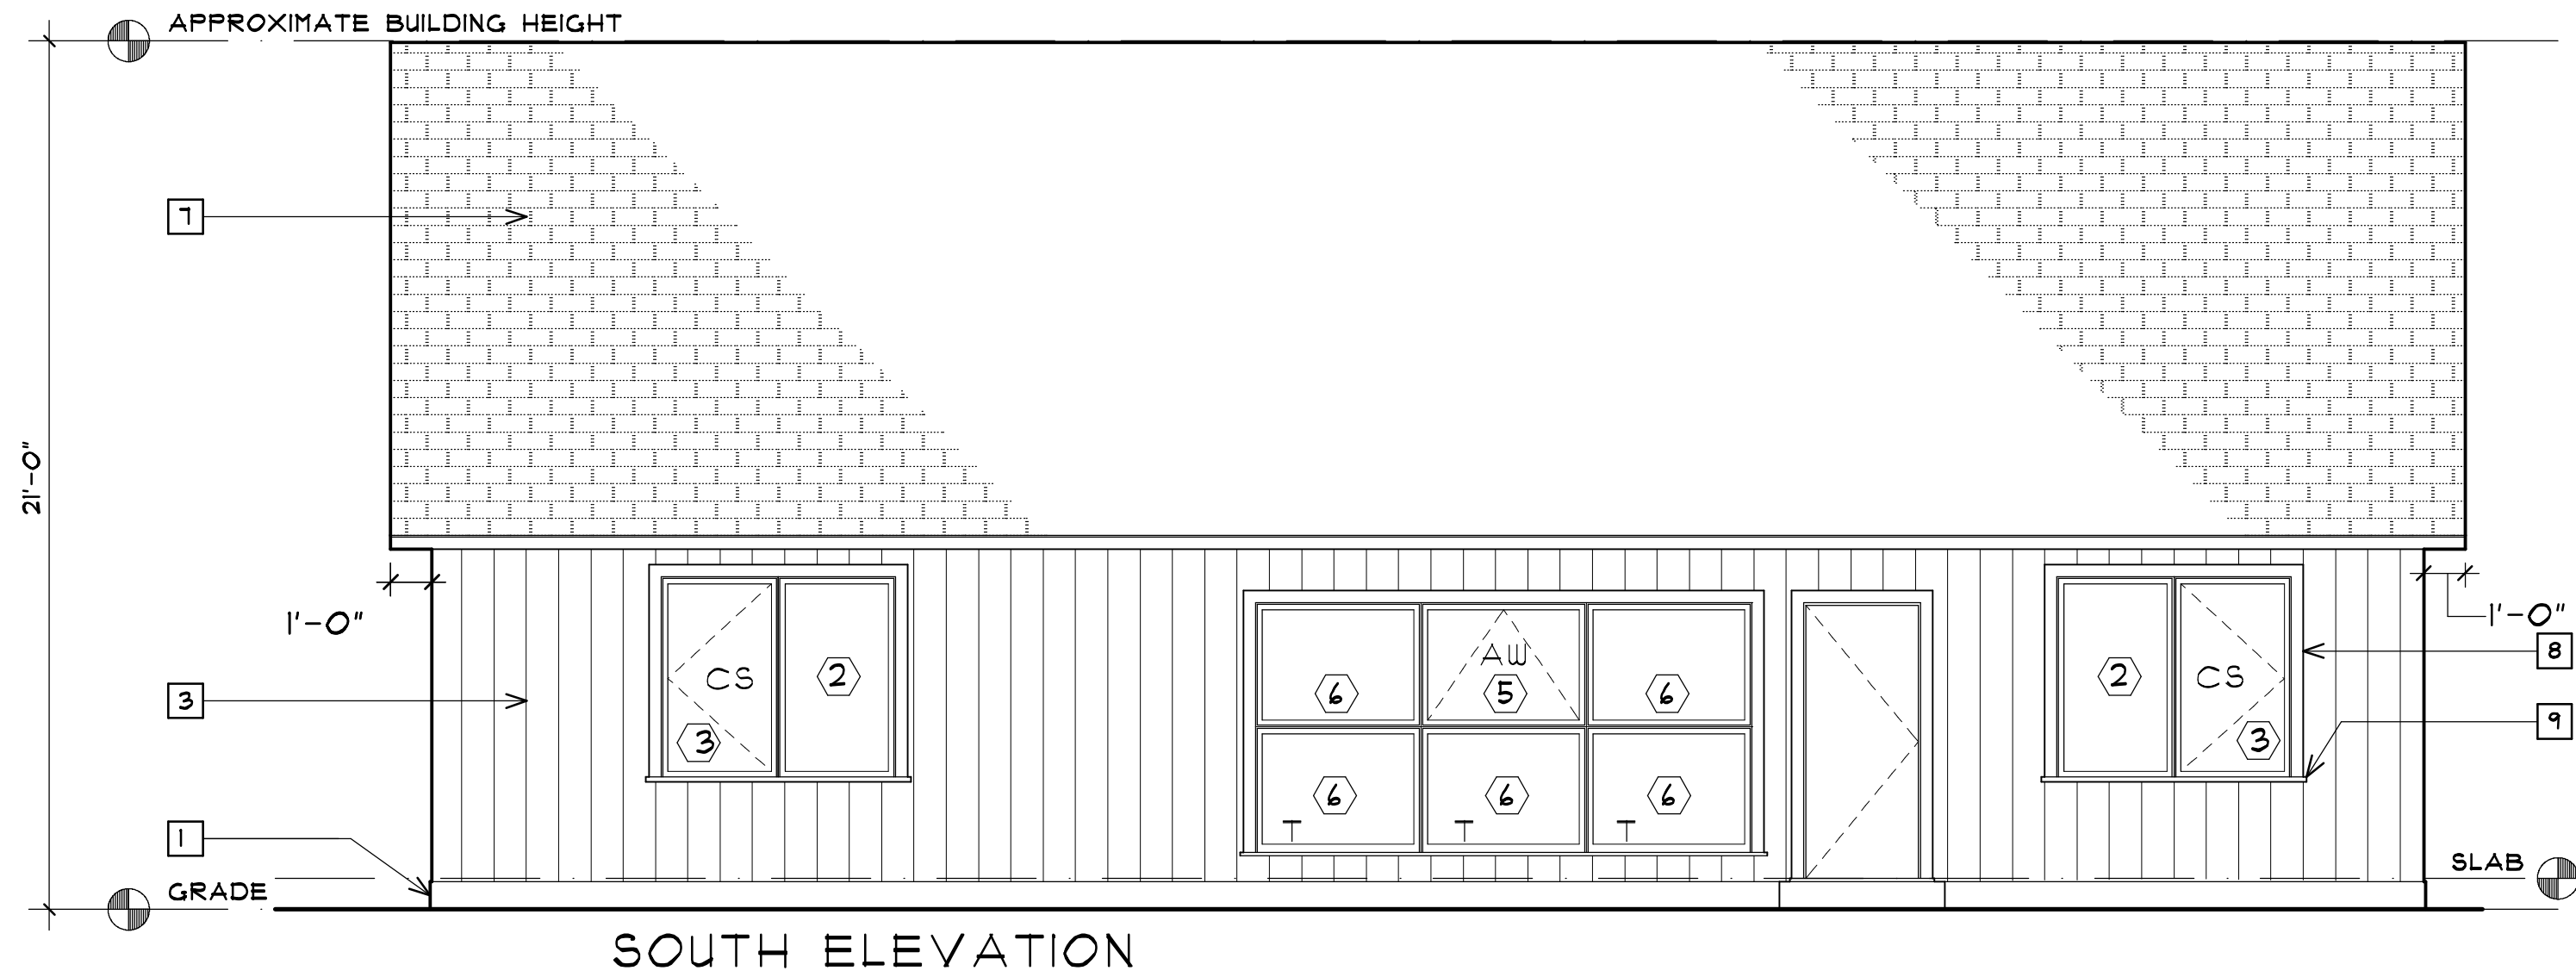 APPROXIMATE BUILDING HEIGHT
7
21'-0"
1'-0"
1'-0"
8
CS
2
AW
2
CS
6
5
6
3
9
3
3
6
6
6
T
T
T
1
SLAB
GRADE
SOUTH ELEVATION